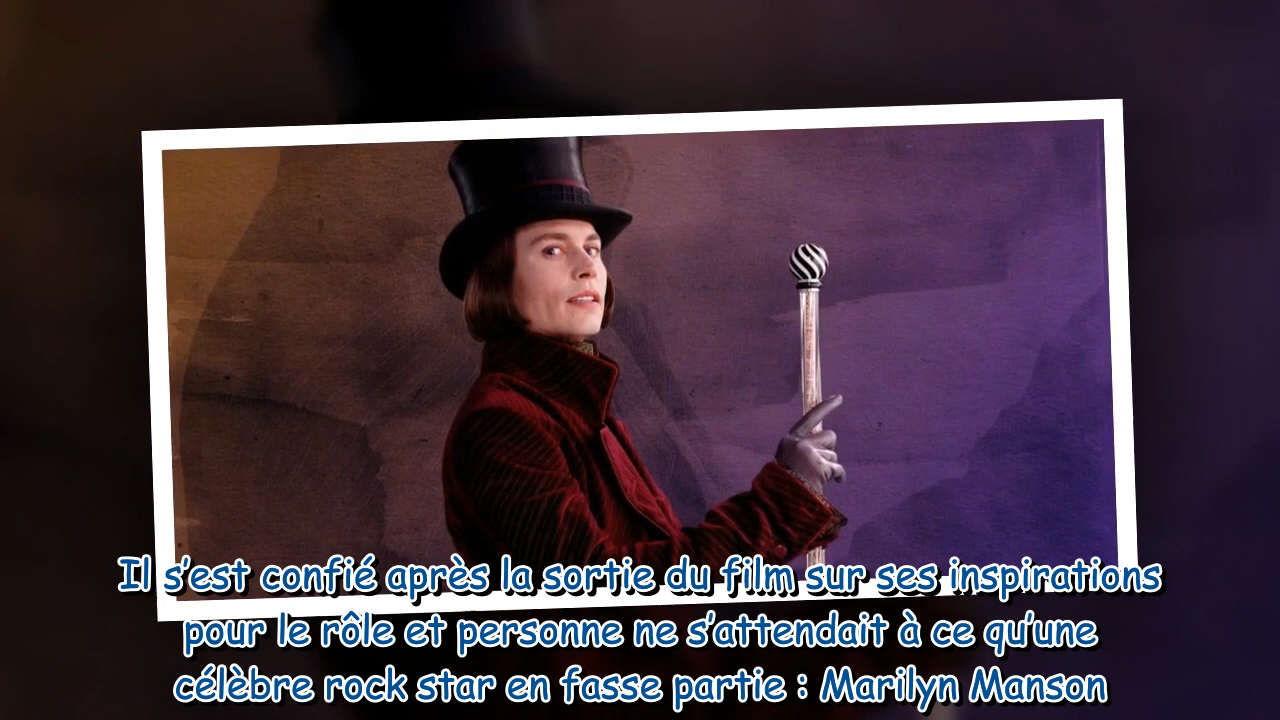 Il s’est confié après la sortie du film sur ses inspirations
pour le rôle et personne ne s’attendait à ce qu’une
célèbre rock star en fasse partie : Marilyn Manson